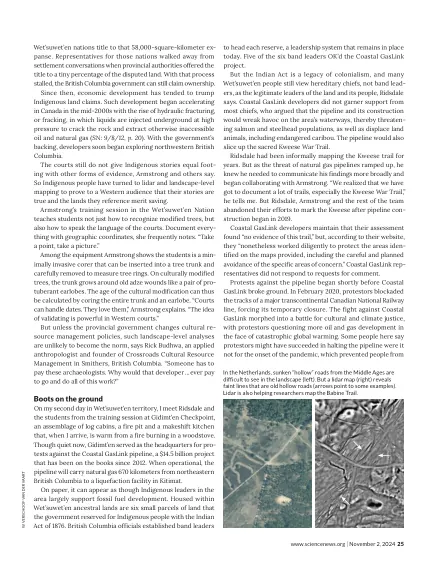 Wet'suwet'en nations title to that 58,000-square-kilometer ex-
panse. Representatives for those nations walked away from
settlement conversations when provincial authorities offered the
title to a tiny percentage of the disputed land. With that process
stalled, the British Columbia government can still claim ownership.
Since then, economic development has tended to trump
Indigenous land claims. Such development began accelerating
in Canada in the mid-2000s with the rise of hydraulic fracturing,
or fracking, in which liquids are injected underground at high
pressure to crack the rock and extract otherwise inaccessible
oil and natural gas (SN: 9/8/12, p. 20). With the government's
backing, developers soon began exploring northwestern British
Columbia.
The courts still do not give Indigenous stories equal foot-
ing with other forms of evidence, Armstrong and others say.
So Indigenous people have turned to lidar and landscape-level
mapping to prove to a Western audience that their stories are
true and the lands they reference merit saving.
Armstrong's training session in the Wet'suwet'en Nation
teaches students not just how to recognize modified trees, but
also how to speak the language of the courts. Document every-
thing with geographic coordinates, she frequently notes. "Take
a point, take a picture."
Among the equipment Armstrong shows the students is a min-
imally invasive corer that can be inserted into a tree trunk and
carefully removed to measure tree rings. On culturally modified
trees, the trunk grows around old adze wounds like a pair of pro-
tuberant earlobes. The age of the cultural modification can thus
be calculated by coring the entire trunk and an earlobe. "Courts
can handle dates. They love them," Armstrong explains. "The idea
of validating is powerful in Western courts."
But unless the provincial government changes cultural re-
source management policies, such landscape-level analyses
are unlikely to become the norm, says Rick Budhwa, an applied
anthropologist and founder of Crossroads Cultural Resource
Management in Smithers, British Columbia. "Someone has to
pay these archaeologists. Why would that developer ... ever pay
to go and do all of this work?"
Boots on the ground
On my second day in Wet'suwet'en territory, I meet Ridsdale and
the students from the training session at Gidimt'en Checkpoint,
an assemblage of log cabins, a fire pit and a makeshift kitchen
that, when I arrive, is warm from a fire burning in a woodstove.
Though quiet now, Gidimt'en served as the headquarters for pro-
tests against the Coastal GasLink pipeline, a $14.5 billion project
that has been on the books since 2012. When operational, the
pipeline will carry natural gas 670 kilometers from northeastern
British Columbia to a liquefaction facility in Kitimat.
On paper, it can appear as though Indigenous leaders in the
area largely support fossil fuel development. Housed within
Wet'suwet'en ancestral lands are six small parcels of land that
the government reserved for Indigenous people with the Indian
Act of 1876. British Columbia officials established band leaders
to head each reserve, a leadership system that remains in place
today. Five of the six band leaders OK'd the Coastal GasLink
project.
But the Indian Act is a legacy of colonialism, and many
Wet'suwet'en people still view hereditary chiefs, not band lead-
ers, as the legitimate leaders of the land and its people, Ridsdale
says. Coastal GasLink developers did not garner support from
most chiefs, who argued that the pipeline and its construction
would wreak havoc on the area's waterways, thereby threaten-
ing salmon and steelhead populations, as well as displace land
animals, including endangered caribou. The pipeline would also
slice up the sacred Kweese War Trail.
Ridsdale had been informally mapping the Kweese trail for
years. But as the threat of natural gas pipelines ramped up, he
knew he needed to communicate his findings more broadly and
began collaborating with Armstrong. "We realized that we have
got to document a lot of trails, especially the Kweese War Trail,"
he tells me. But Ridsdale, Armstrong and the rest of the team
abandoned their efforts to mark the Kweese after pipeline con-
struction began in 2019.
Coastal GasLink developers maintain that their assessment
found "no evidence of this trail," but, according to their website,
they "nonetheless worked diligently to protect the areas iden-
tified on the maps provided, including the careful and planned
avoidance of the specific areas of concern." Coastal GasLink rep-
resentatives did not respond to requests for comment.
Protests against the pipeline began shortly before Coastal
GasLink broke ground. In February 2020, protestors blockaded
the tracks of a major transcontinental Canadian National Railway
line, forcing its temporary closure. The fight against Coastal
GasLink morphed into a battle for cultural and climate justice,
with protestors questioning more oil and gas development in
the face of catastrophic global warming. Some people here say
protestors might have succeeded in halting the pipeline were it
not for the onset of the pandemic, which prevented people from
In the Netherlands, sunken "hollow" roads from the Middle Ages are
difficult to see in the landscape (left). But a lidar map (right) reveals
faint lines that are old hollow roads (arrows point to some examples).
Lidar is also helping researchers map the Babine Trail.
www.sciencenews.org | November 2, 2024 25